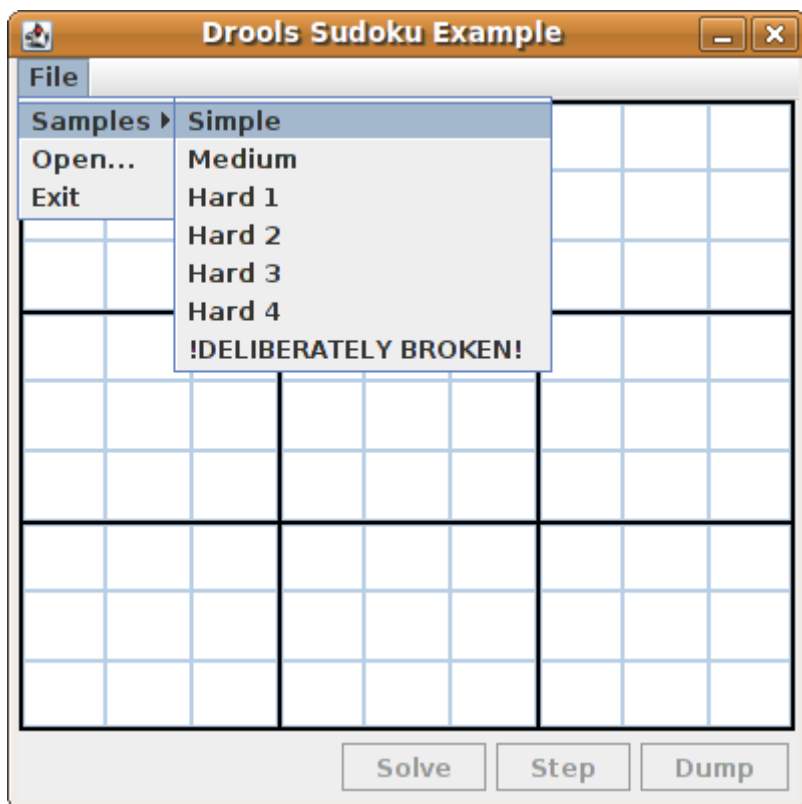 Drools Sudoku Example
File
Samples
Open...
Exit
Simple
Medium
Hard 1
Hard 2
Hard 3
Hard 4
!DELIBERATELY BROKEN!
Solve
Step
Dump